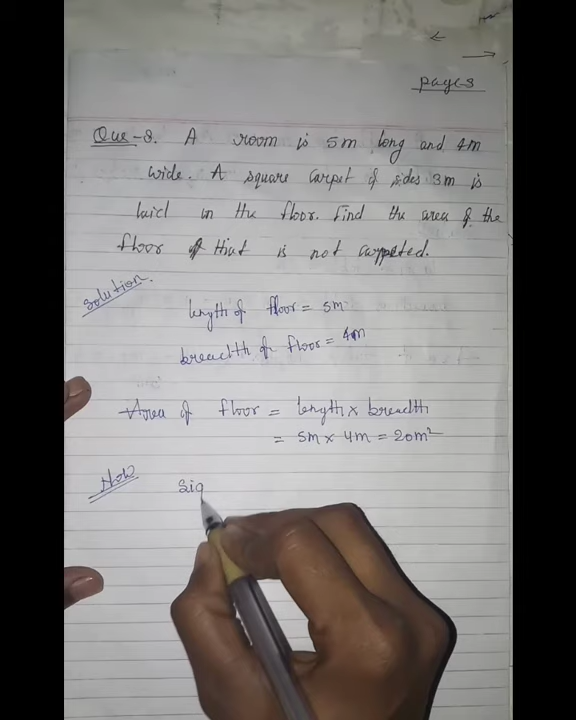 page-3
Que-8. A room is 5m long and 4m
wide. A square carpet of sides 3m is
laid in the floor. Find the area of the
floor of that is not carpeted.
Solution.
length of floor = 5m
breadth of floor = 4m
Area of floor = length x breadth
= 5m x 4m = 20m²
Now
Sig